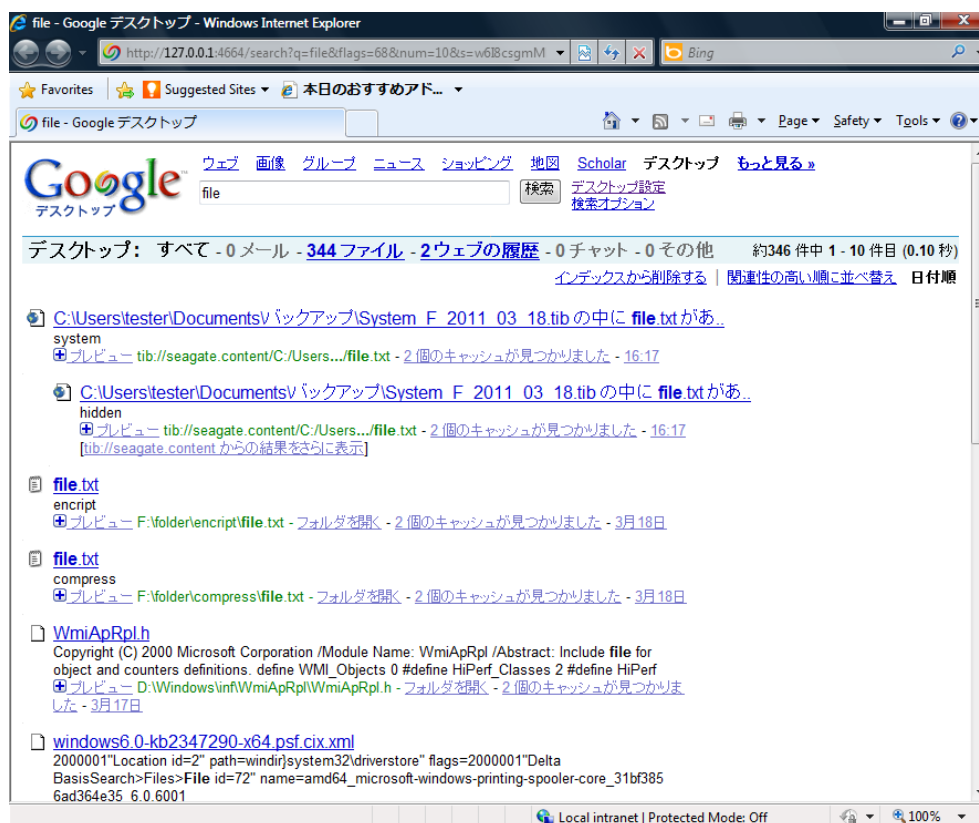 file - Google デスクトップ - Windows Internet Explorer
http://127.0.0.1:4664/search?q=file&flags=68&num=10&s=w6I8csgmM
Bing
Favorites Suggested Sites 本日のおすすめアド...
file - Google デスクトップ Page Safety Tools
Google ウェブ 画像 グループ ニュース ショッピング 地図 Scholar デスクトップ もっと見る »
デスクトップ file 検索 デスクトップ設定
検索オプション
デスクトップ: すべて - 0 メール - 344 ファイル - 2 ウェブの履歴 - 0 チャット - 0 その他 約346 件中 1 - 10 件目 (0.10 秒)
インデックスから削除する | 関連性の高い順に並べ替え 日付順
C:\Users\tester\Documents\バックアップ\System_F_2011_03_18.tib の中に file.txt があ..
system
プレビュー tib://seagate.content/C:/Users.../file.txt - 2 個のキャッシュが見つかりました - 16:17
C:\Users\tester\Documents\バックアップ\System_F_2011_03_18.tib の中に file.txt があ..
hidden
プレビュー tib://seagate.content/C:/Users.../file.txt - 2 個のキャッシュが見つかりました - 16:17
[tib://seagate.content からの結果をさらに表示]
file.txt
encript
プレビュー F:\folder\encript\file.txt - フォルダを開く - 2 個のキャッシュが見つかりました - 3月18日
file.txt
compress
プレビュー F:\folder\compress\file.txt - フォルダを開く - 2 個のキャッシュが見つかりました - 3月18日
WmiApRpl.h
Copyright (C) 2000 Microsoft Corporation /Module Name: WmiApRpl /Abstract: Include file for
object and counters definitions. define WMI_Objects 0 #define HiPerf_Classes 2 #define HiPerf
プレビュー D:\Windows\inf\WmiApRpl\WmiApRpl.h - フォルダを開く - 2 個のキャッシュが見つかりま
した - 3月17日
windows6.0-kb2347290-x64.psf.cix.xml
2000001"Location id="2" path=windir}system32\driverstore" flags=2000001"Delta
BasisSearch>Files>File id=72" name=amd64_microsoft-windows-printing-spooler-core_31bf385
6ad364e35_6.0.6001
Local intranet | Protected Mode: Off 100%